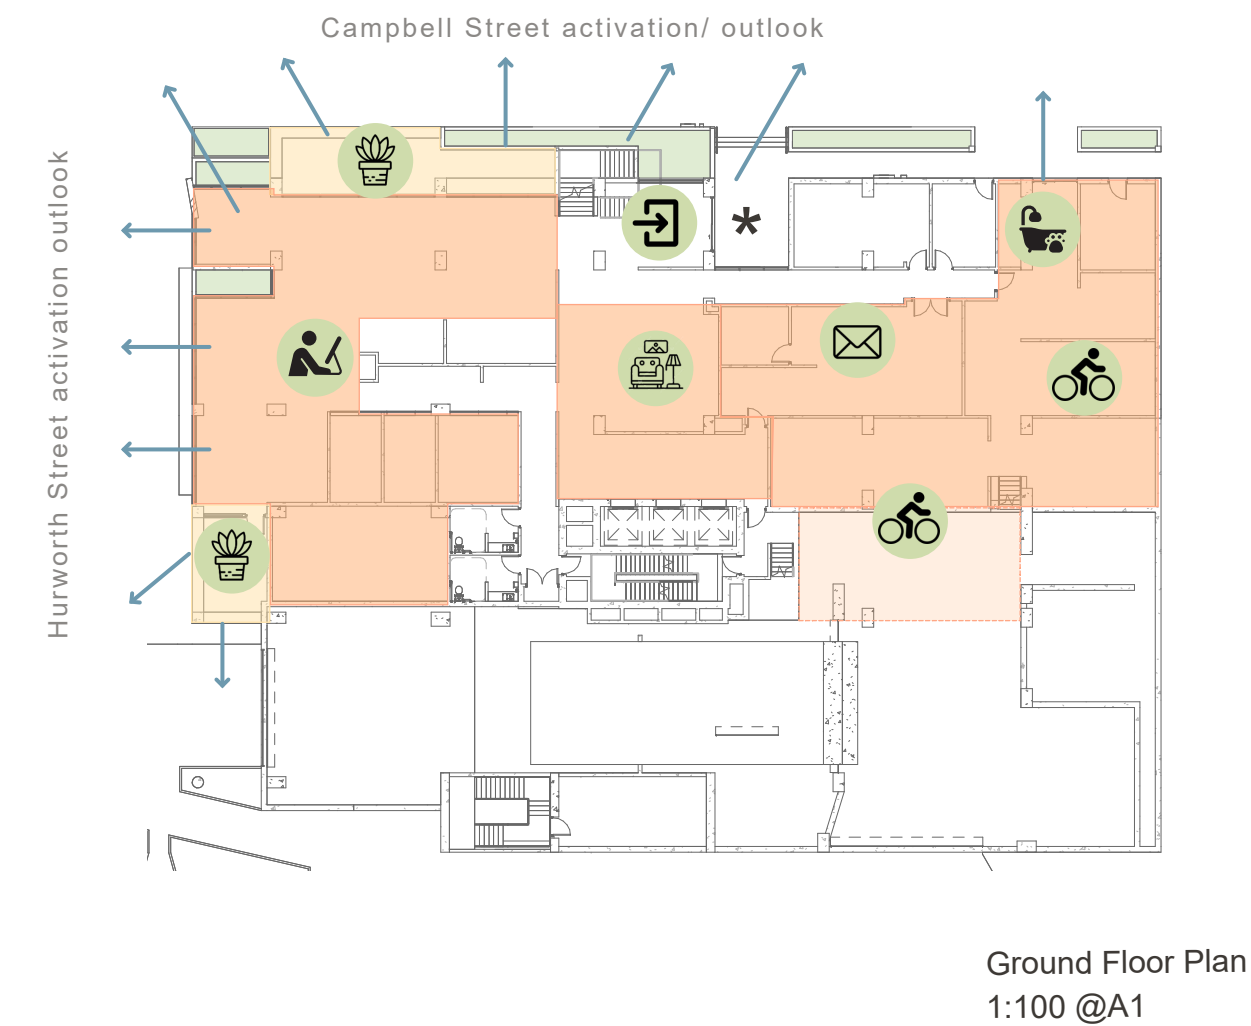 Campbell Street activation/ outlook
Hurworth Street activation outlook
*
Ground Floor Plan
1:100 @A1